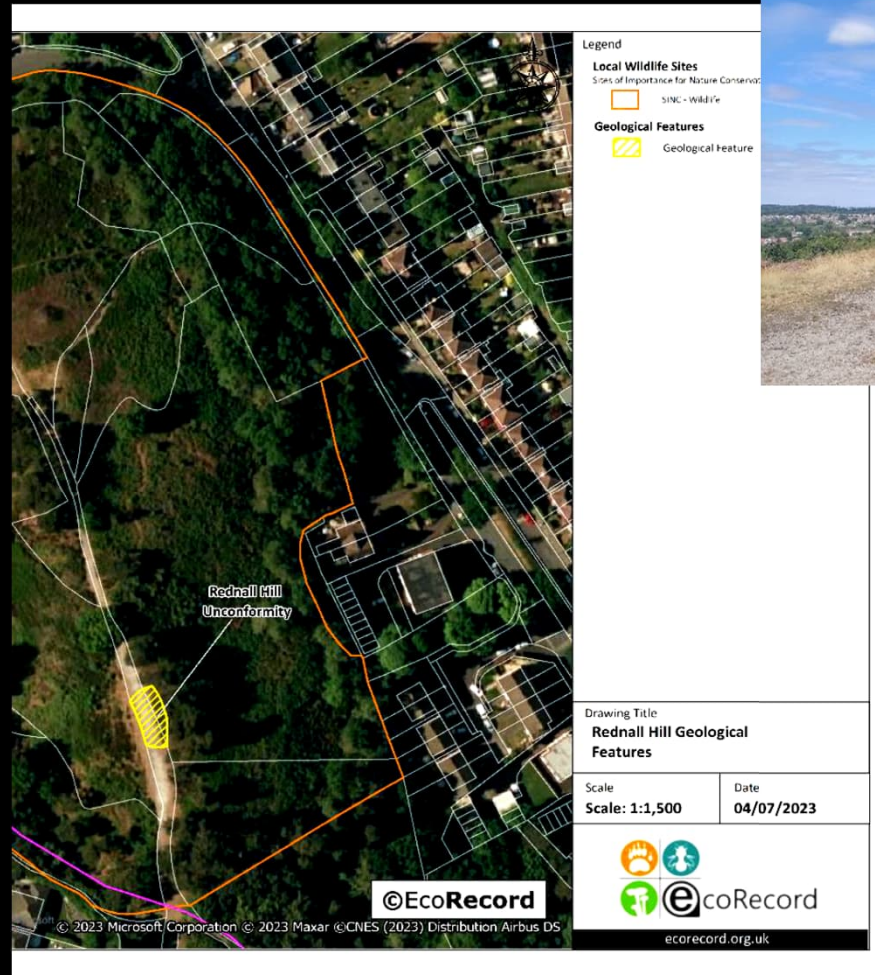 Legend
Local Wildlife Sites
Sites of Importance for Nature Conservat
SINC - Wildlife
Geological Features
Geological Feature
Rednall Hill
Unconformity
Drawing Title
Rednall Hill Geological
Features
Scale
Scale: 1:1,500
Date
04/07/2023
©EcoRecord
© 2023 Microsoft Corporation © 2023 Maxar ©CNES (2023) Distribution Airbus DS
ecoRecord
ecorecord.org.uk